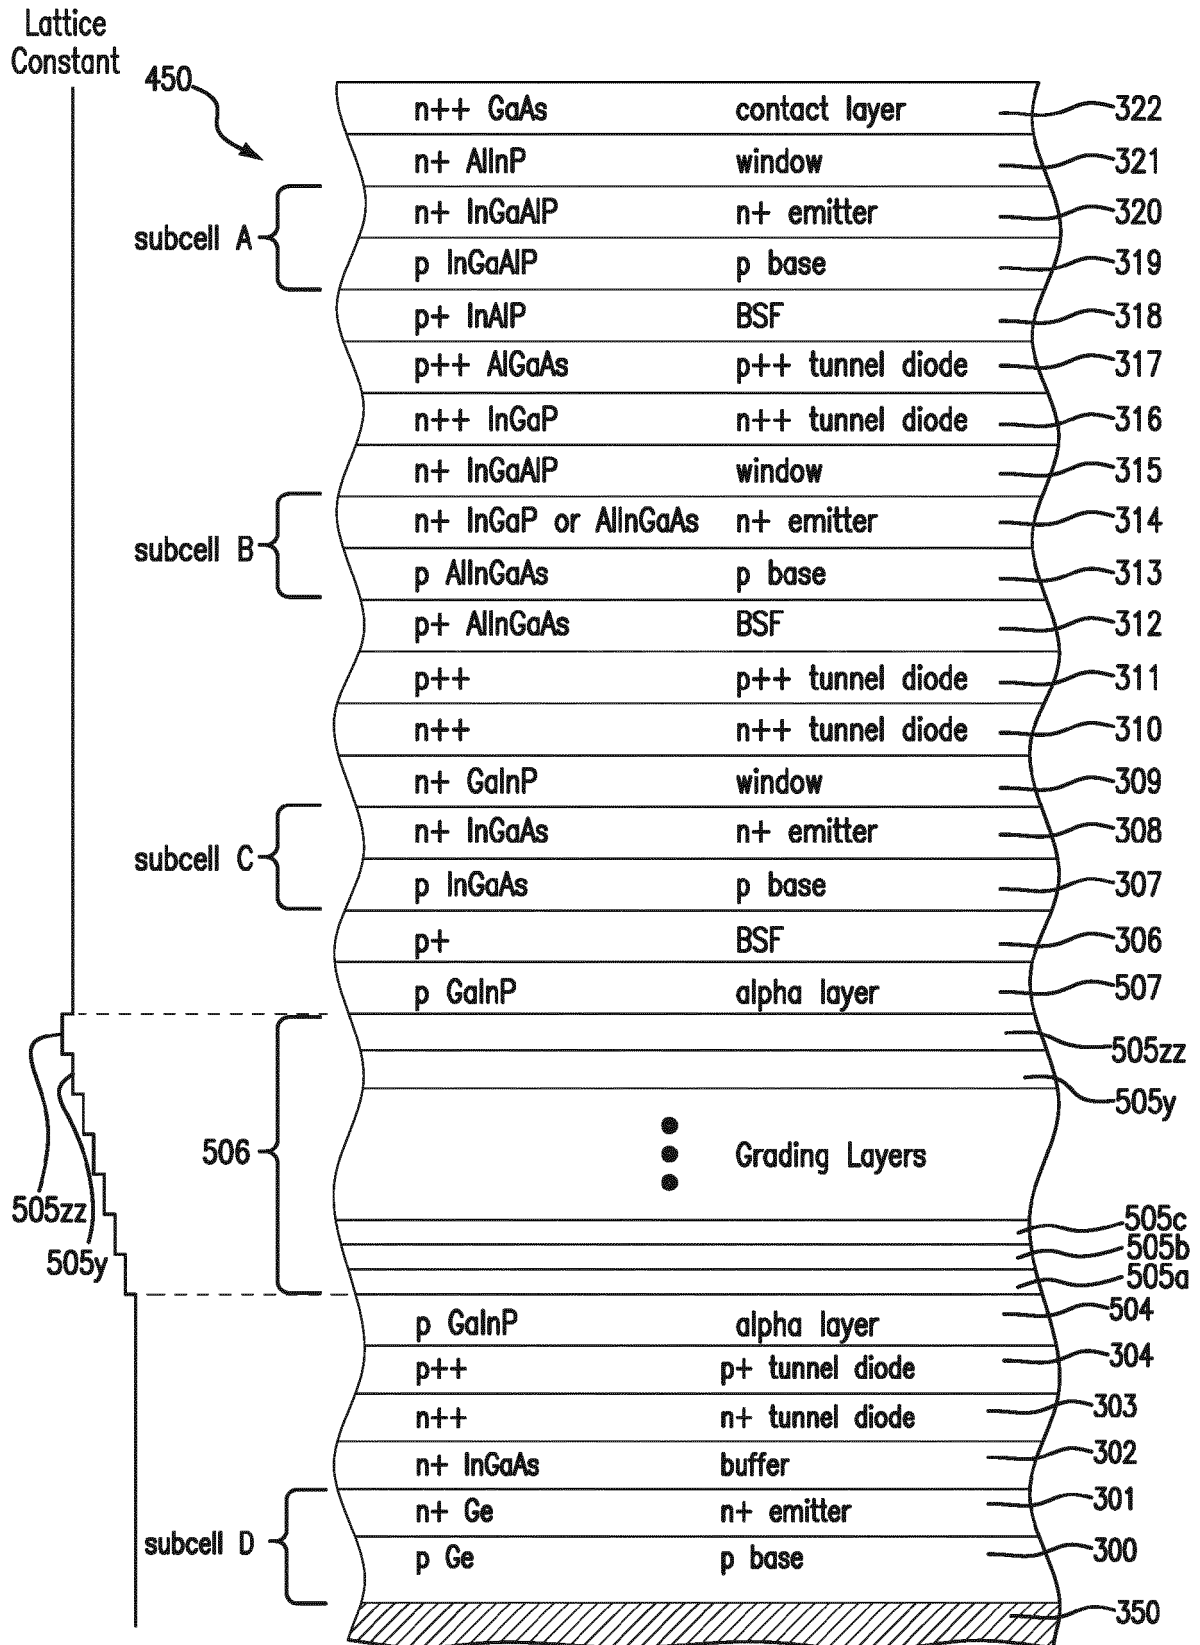 Lattice
Constant
450
n++ GaAs contact layer 322
n+ AlInP window 321
n+ InGaAlP n+ emitter 320
subcell A
p InGaAlP p base 319
p+ InAlP BSF 318
p++ AlGaAs p++ tunnel diode 317
n++ InGaP n++ tunnel diode 316
n+ InGaAlP window 315
n+ InGaP or AlInGaAs n+ emitter 314
subcell B
p AlInGaAs p base 313
p+ AlInGaAs BSF 312
p++ p++ tunnel diode 311
n++ n++ tunnel diode 310
n+ GaInP window 309
n+ InGaAs n+ emitter 308
subcell C
p InGaAs p base 307
p+ BSF 306
p GaInP alpha layer 507
505zz
505y
506 Grading Layers
505zz
505c
505b
505y
505a
504
p GaInP alpha layer
p++ p+ tunnel diode 304
n++ n+ tunnel diode 303
n+ InGaAs buffer 302
n+ Ge n+ emitter 301
subcell D
p Ge p base 300
350